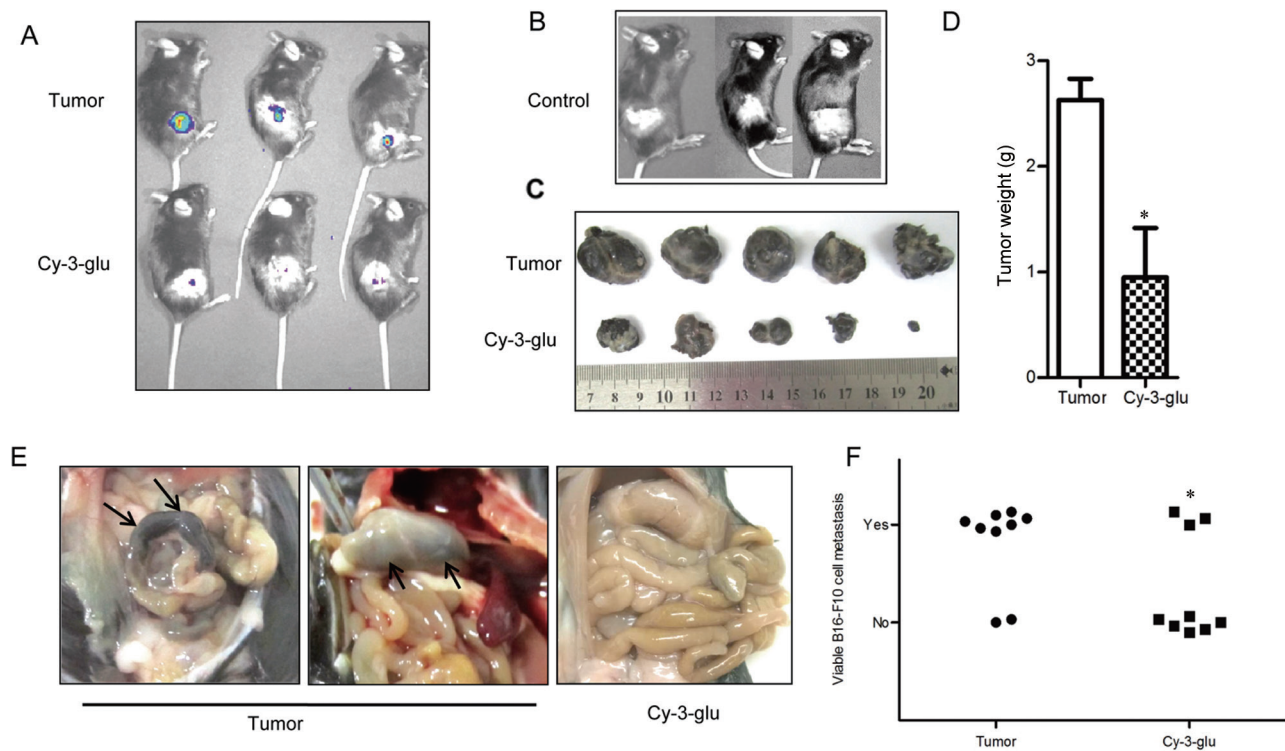 A
Tumor
Cy-3-glu
B
Control
C
Tumor
Cy-3-glu
7 8 9 10 11 12 13 14 15 16 17 18 19 20
D
Tumor weight (g)
3
2
1
0
*
Tumor Cy-3-glu
E
Tumor
Cy-3-glu
F
Viable B16-F10 cell metastasis
Yes
No
*
Tumor Cy-3-glu